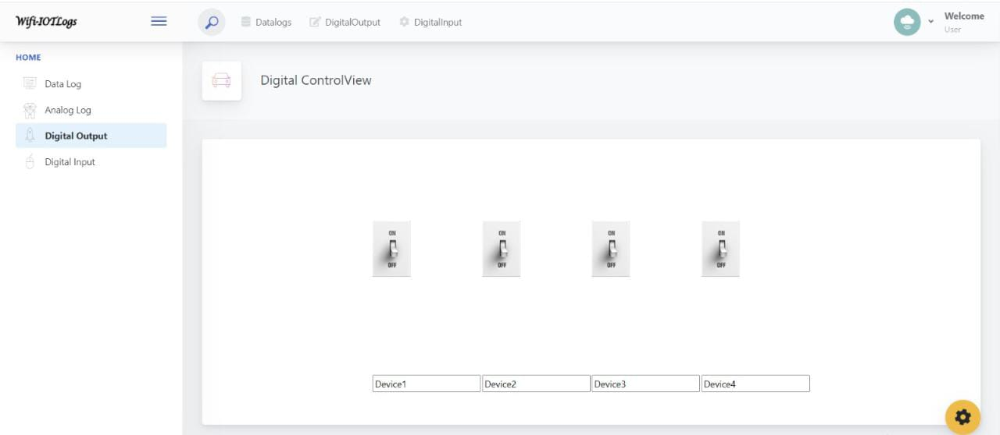 Wifi-IOTLogs
Datalogs
DigitalOutput
DigitalInput
Welcome
User
HOME
Data Log
Analog Log
Digital Output
Digital Input
Digital ControlView
ON ON ON ON
OFF OFF OFF OFF
Device1 Device2 Device3 Device4